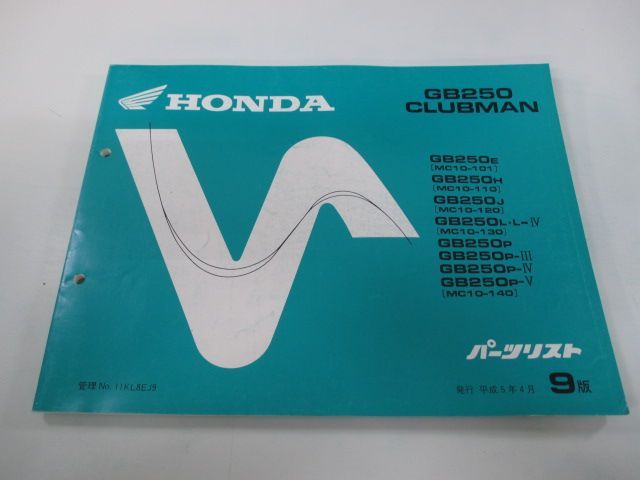 HONDA
GB250
CLUBMAN
GB250E
[MC10-101]
GB250H
[MC10-110]
GB250J
[MC10-120]
GB250L・L-Ⅳ
[MC10-130]
GB250P
GB250P-Ⅲ
GB250P-Ⅳ
GB250P-Ⅴ
[MC10-140]
パーツリスト
管理No. 11KL8EJ9
発行 平成5年4月 9版